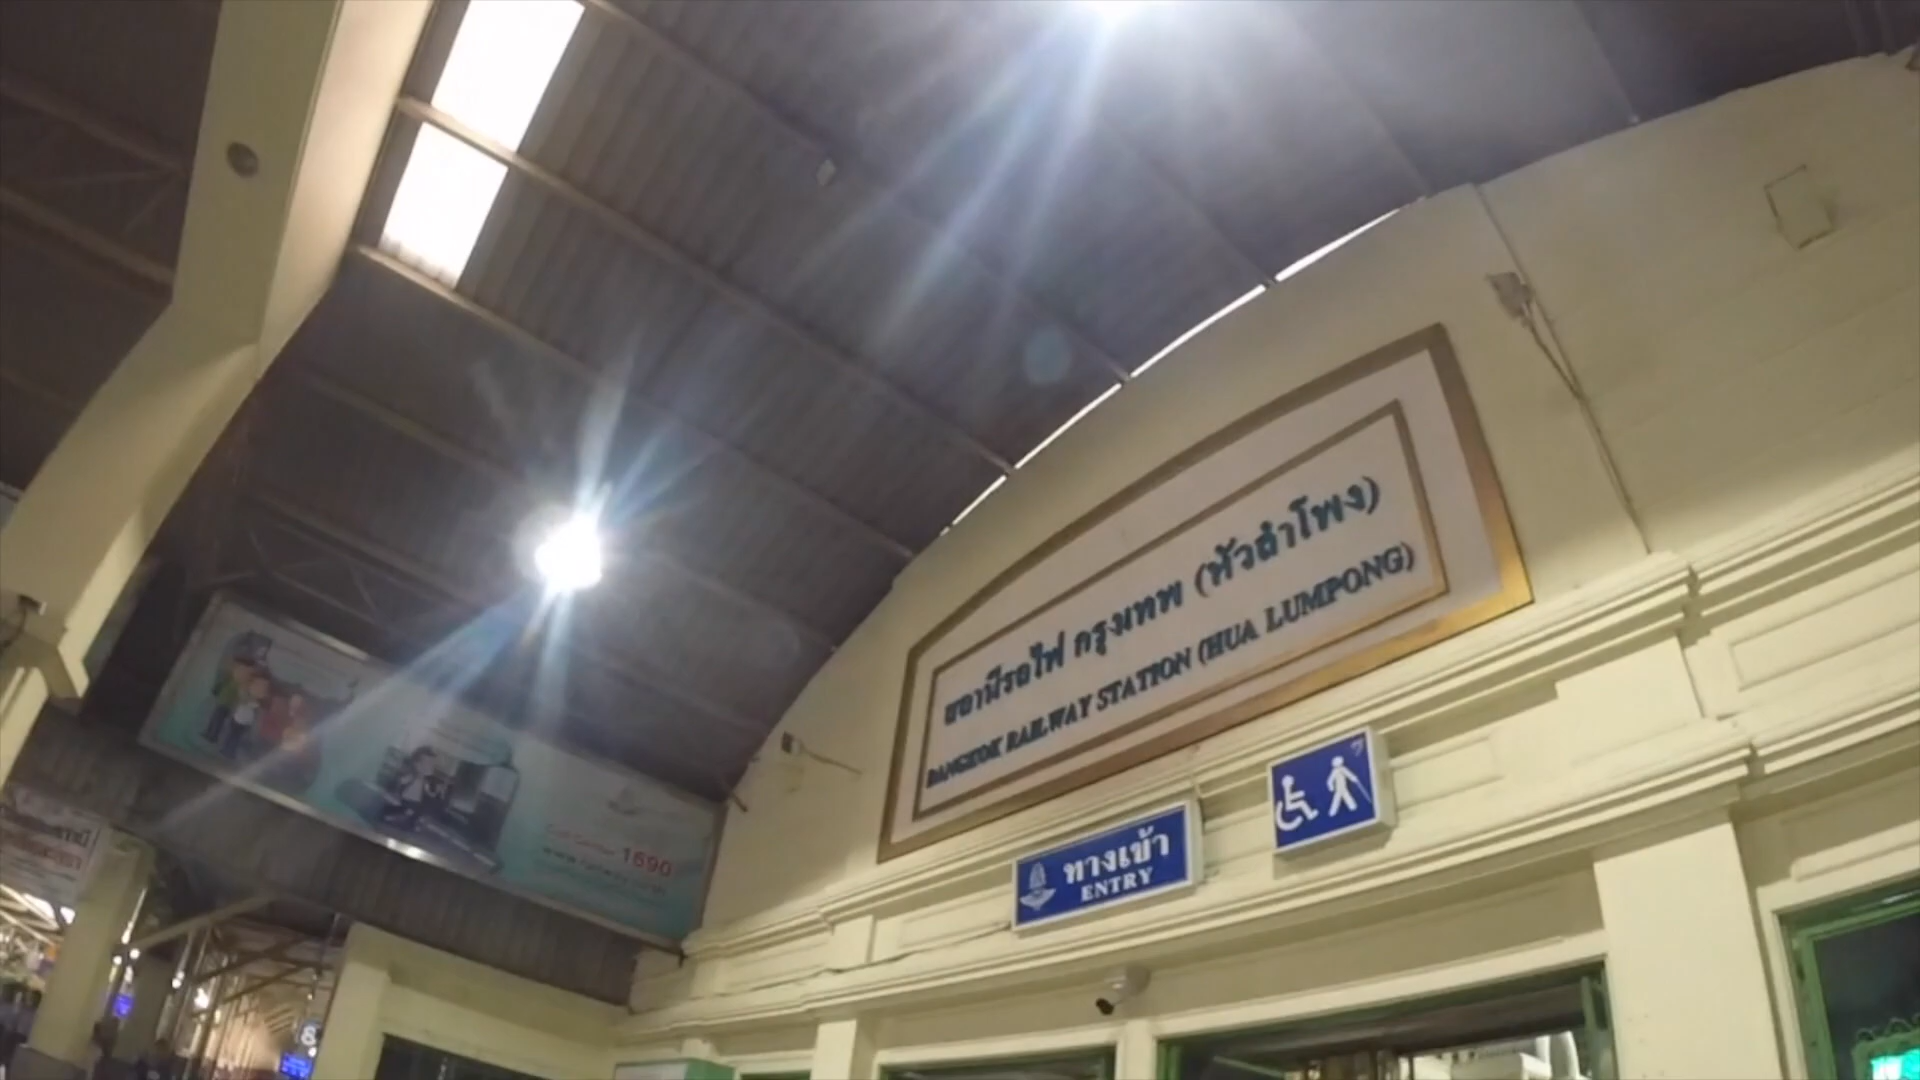 สถานีรถไฟ กรุงเทพ (หัวลำโพง)
BANGKOK RAILWAY STATION (HUA LUMPONG)
ทางเข้า
ENTRY
1690
8